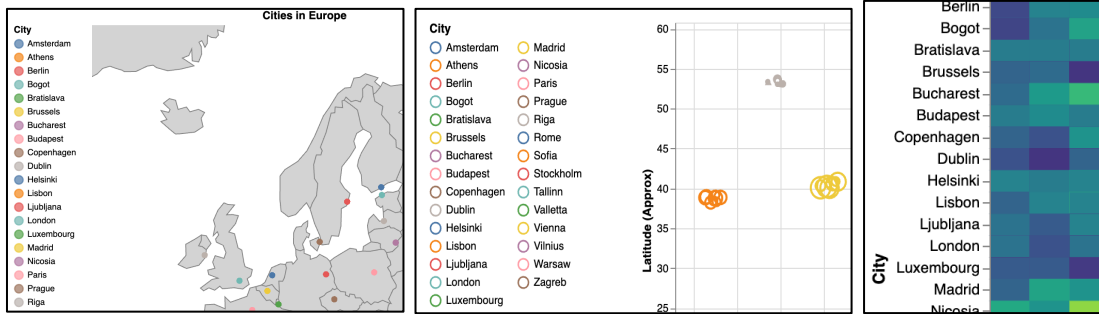 Cities in Europe
City
Amsterdam
Athens
Berlin
Bogot
Bratislava
Brussels
Bucharest
Budapest
Copenhagen
Dublin
Helsinki
Lisbon
Ljubljana
London
Luxembourg
Madrid
Nicosia
Paris
Prague
Riga
City
Amsterdam Madrid
Athens Nicosia
Berlin Paris
Bogot Prague
Bratislava Riga
Brussels Rome
Bucharest Sofia
Budapest Stockholm
Copenhagen Tallinn
Dublin Valletta
Helsinki Vienna
Lisbon Vilnius
Ljubljana Warsaw
London Zagreb
Luxembourg
Latitude (Approx)
60
55
50
45
40
35
30
25
City
Berlin
Bogot
Bratislava
Brussels
Bucharest
Budapest
Copenhagen
Dublin
Helsinki
Lisbon
Ljubljana
London
Luxembourg
Madrid
Nicosia